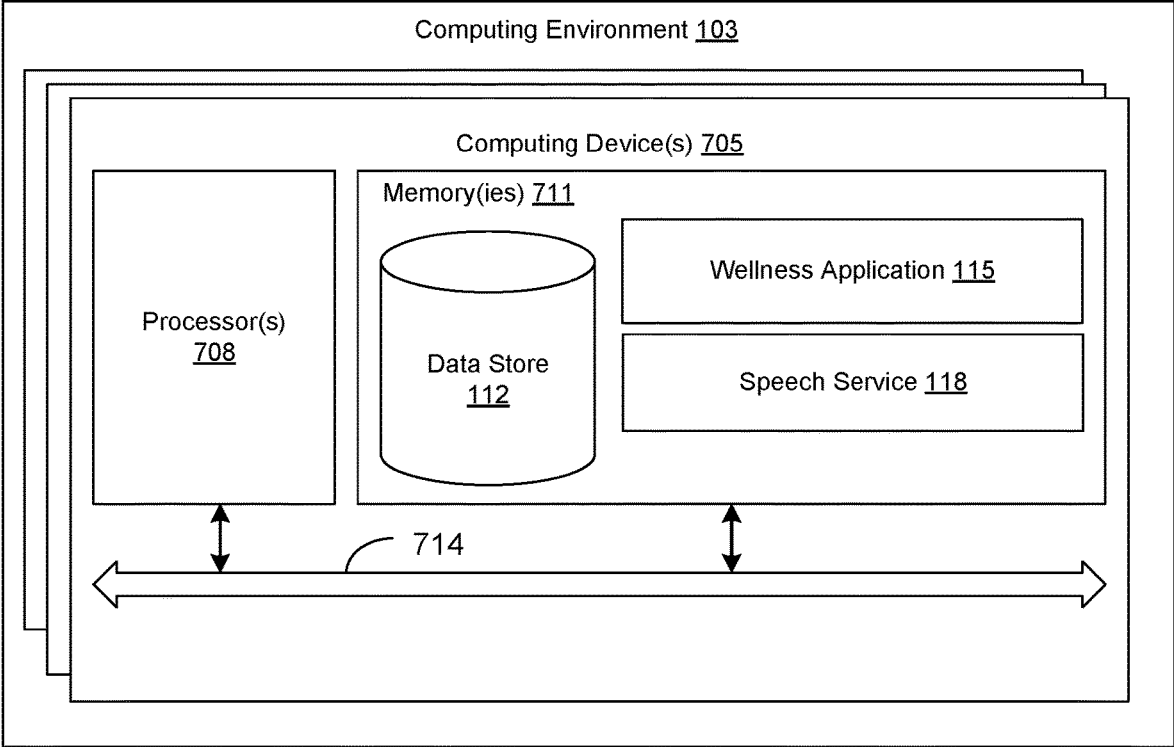 Computing Environment 103
Computing Device(s) 705
Processor(s)
708
Memory(ies) 711
Data Store
112
Wellness Application 115
Speech Service 118
714